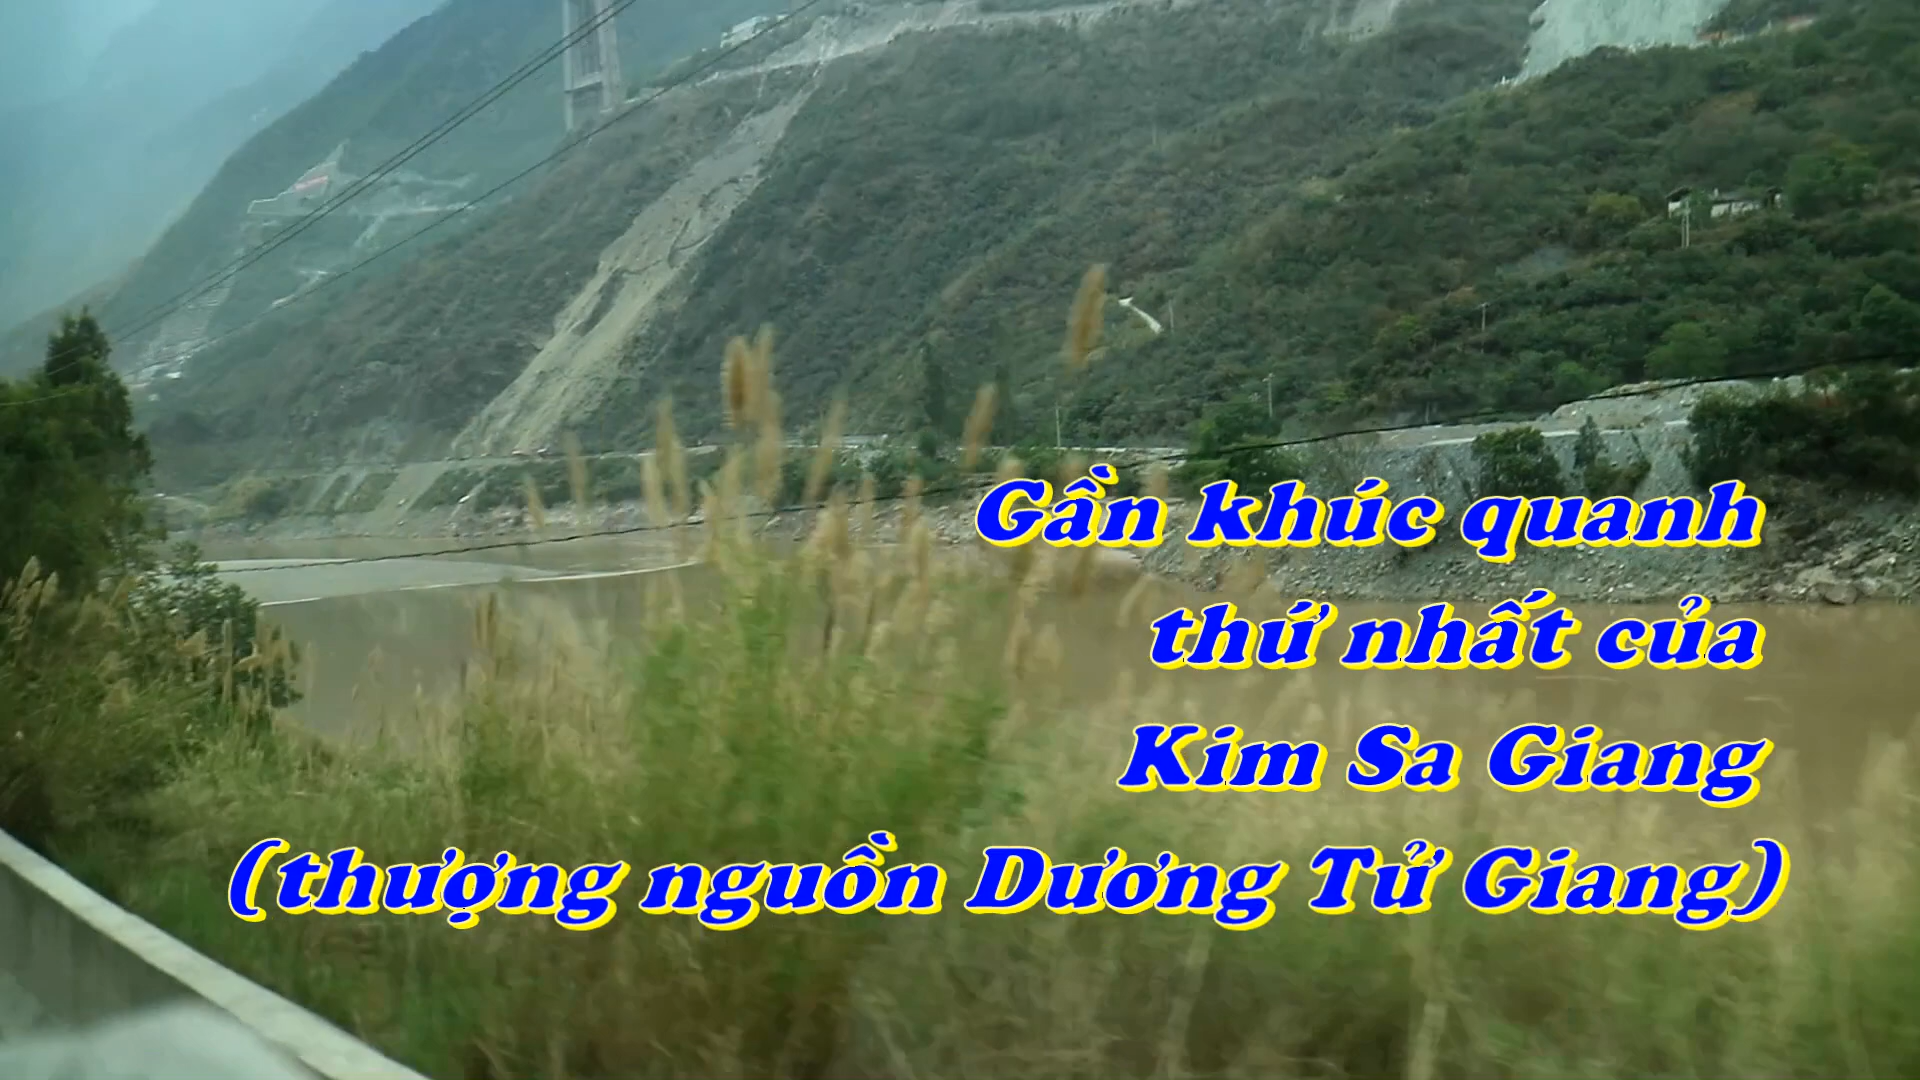 Gần khúc quanh
thứ nhất của
Kim Sa Giang
(thượng nguồn Dương Tử Giang)